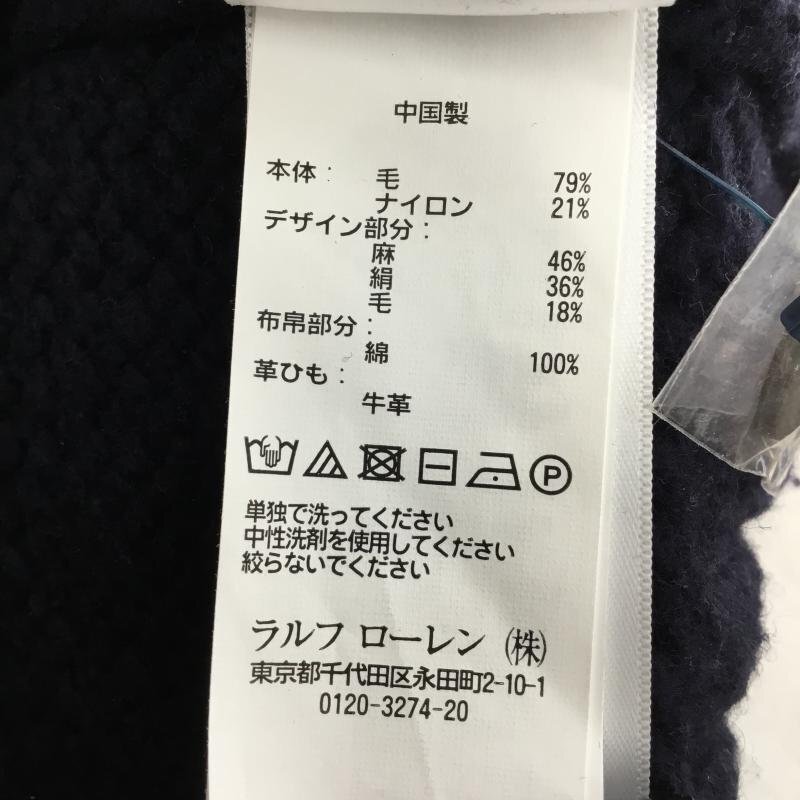 中国製
本体： 毛 79%
ナイロン 21%
デザイン部分：
麻 46%
絹 36%
毛 18%
布帛部分：
綿 100%
革ひも：
牛革
P
単独で洗ってください
中性洗剤を使用してください
絞らないでください
ラルフ ローレン (株)
東京都千代田区永田町2-10-1
0120-3274-20